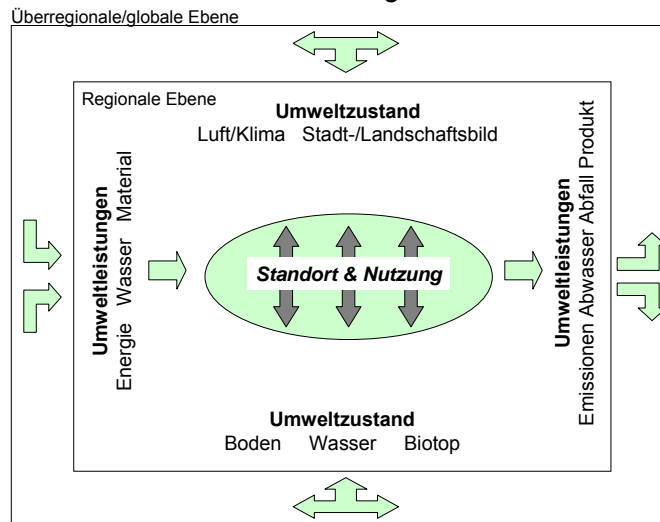 Überregionale/globale Ebene
Regionale Ebene
Umweltzustand
Luft/Klima Stadt-/Landschaftsbild
Umweltleistungen
Energie Wasser Material
Standort & Nutzung
Umweltleistungen
Emissionen Abwasser Abfall Produkt
Umweltzustand
Boden Wasser Biotop